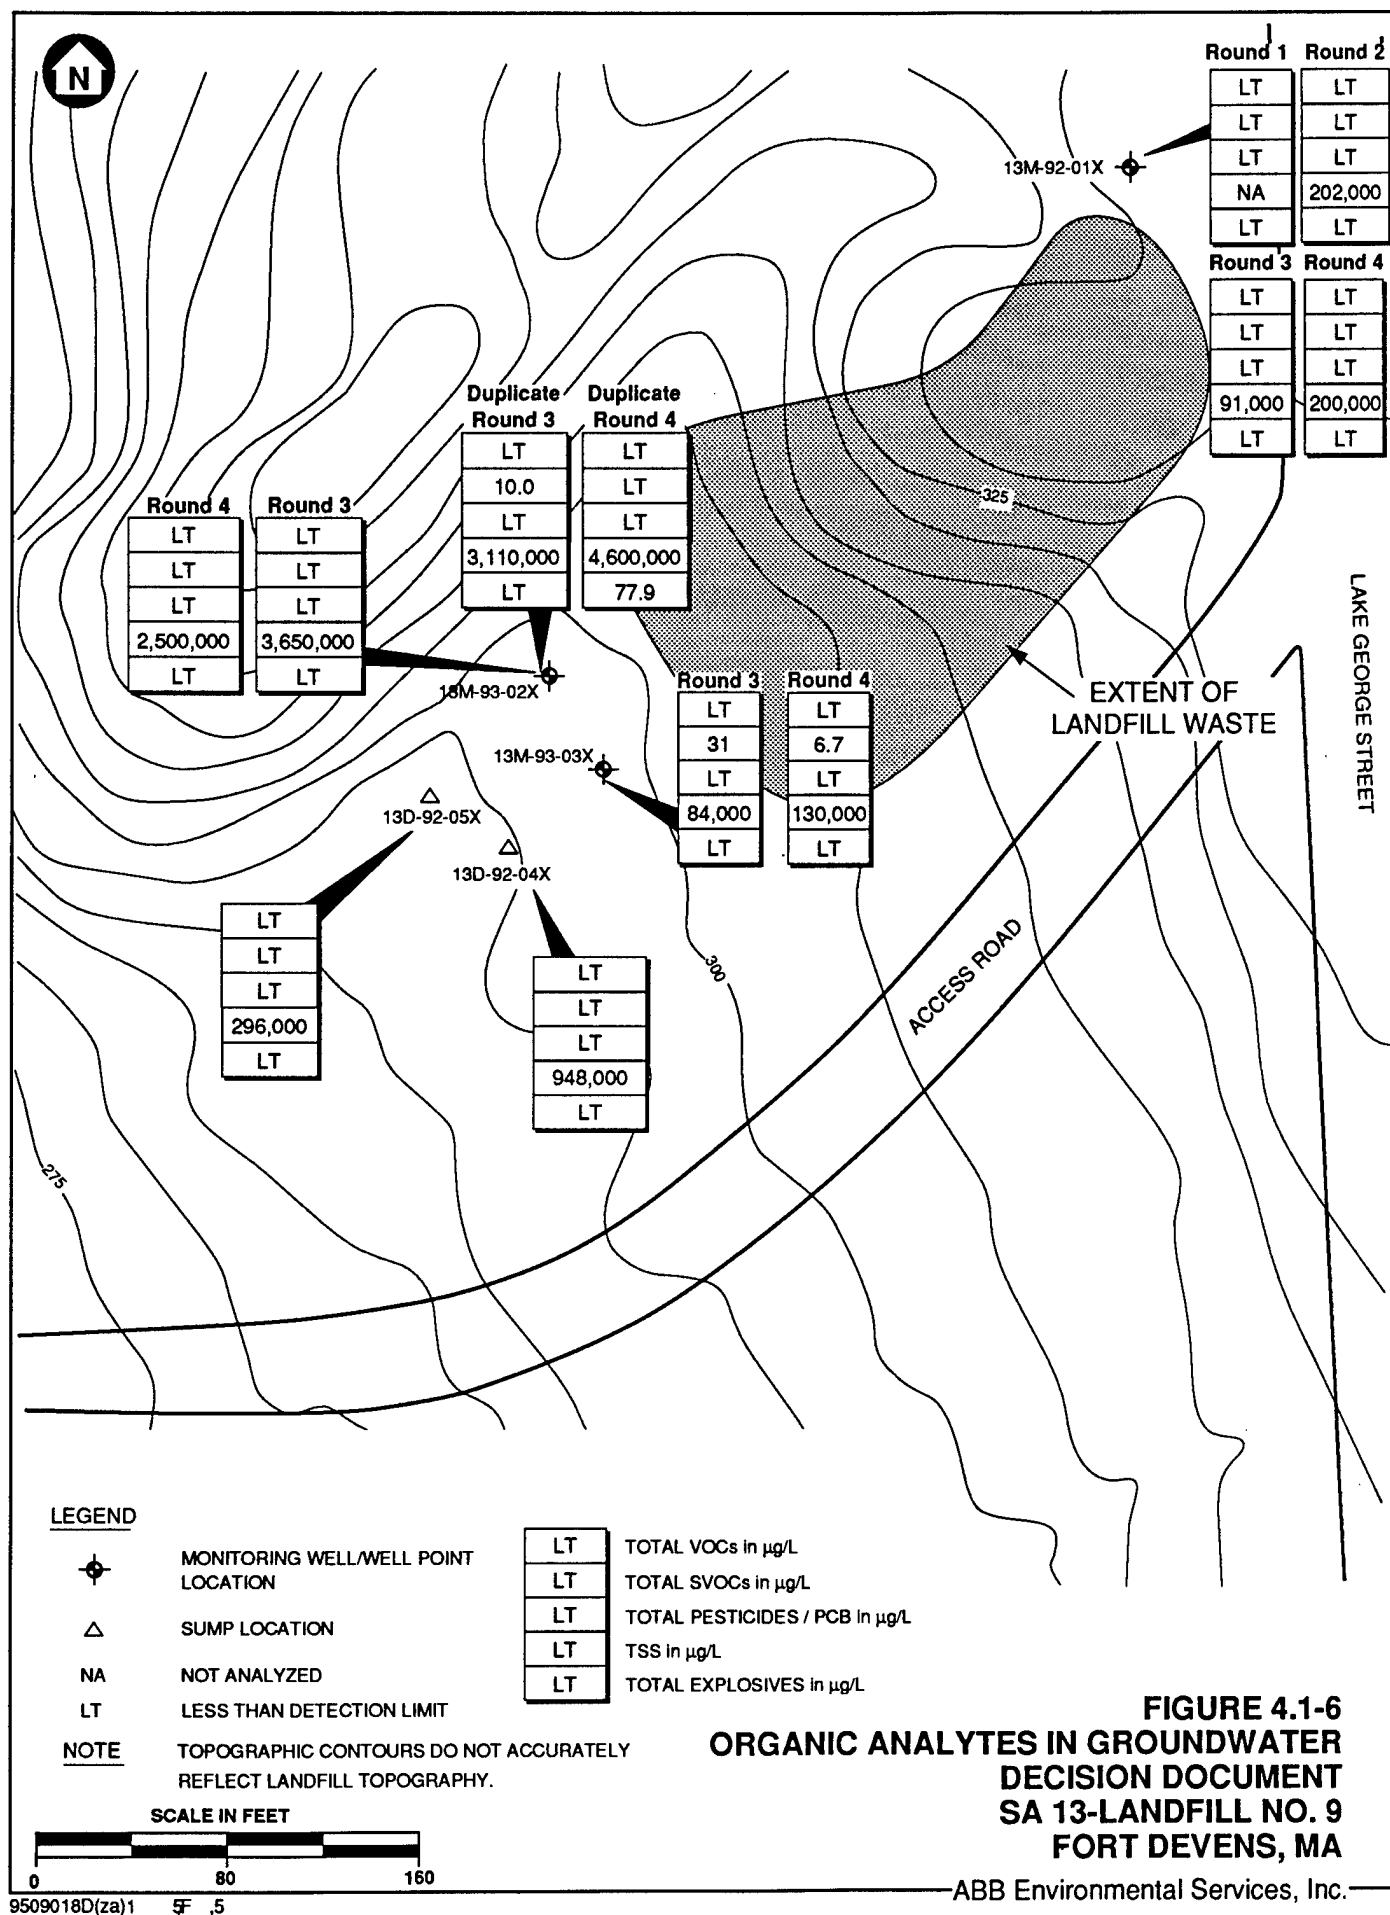 N
Round 1 Round 2
LT LT
LT LT
LT LT
NA 202,000
LT LT
13M-92-01X
Round 3 Round 4
LT LT
LT LT
LT LT
91,000 200,000
LT LT
Duplicate Duplicate
Round 3 Round 4
LT LT
10.0 LT
LT LT
3,110,000 4,600,000
LT 77.9
Round 4 Round 3
LT LT
LT LT
LT LT
2,500,000 3,650,000
LT LT
325
LAKE GEORGE STREET
13M-93-02X
Round 3 Round 4
LT LT
31 6.7
LT LT
84,000 130,000
LT LT
EXTENT OF
LANDFILL WASTE
13M-93-03X
13D-92-05X
13D-92-04X
LT
LT
LT
296,000
LT
LT
LT
LT
948,000
LT
300
ACCESS ROAD
275
LEGEND
MONITORING WELL/WELL POINT
LOCATION
SUMP LOCATION
NA NOT ANALYZED
LT LESS THAN DETECTION LIMIT
NOTE TOPOGRAPHIC CONTOURS DO NOT ACCURATELY
REFLECT LANDFILL TOPOGRAPHY.
LT TOTAL VOCs in µg/L
LT TOTAL SVOCs in µg/L
LT TOTAL PESTICIDES / PCB in µg/L
LT TSS in µg/L
LT TOTAL EXPLOSIVES in µg/L
SCALE IN FEET
0 80 160
FIGURE 4.1-6
ORGANIC ANALYTES IN GROUNDWATER
DECISION DOCUMENT
SA 13-LANDFILL NO. 9
FORT DEVENS, MA
ABB Environmental Services, Inc.
9509018D(za)1